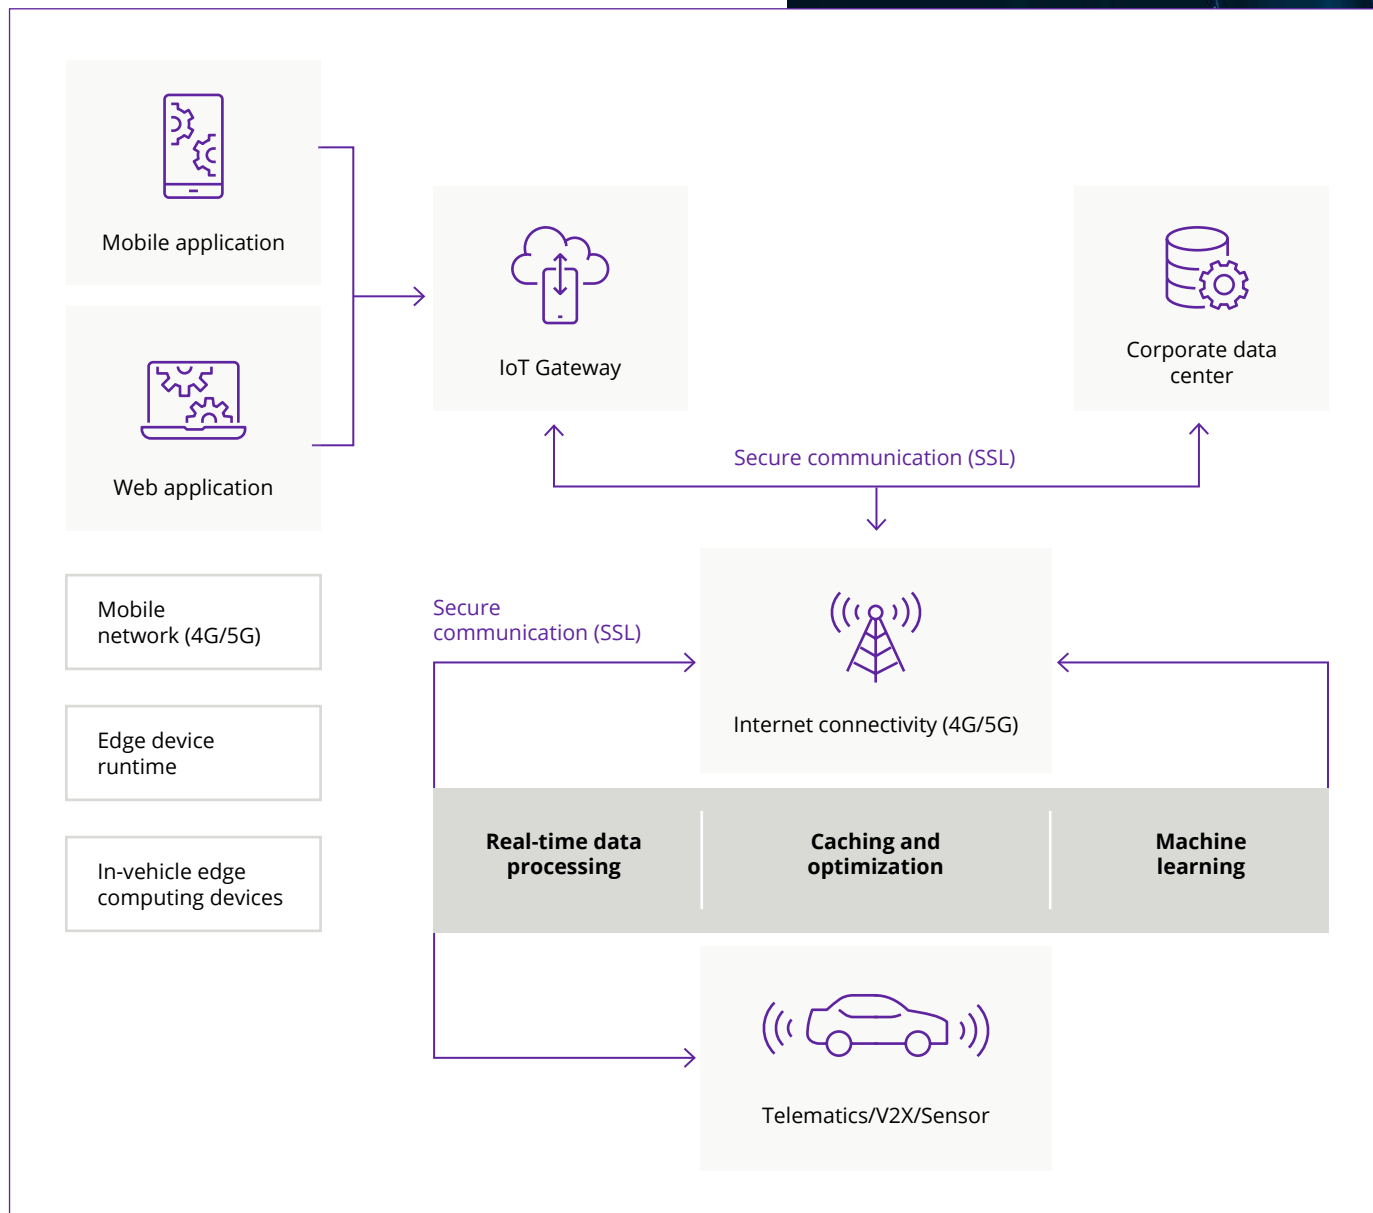 Mobile application
Web application
IoT Gateway
Corporate data
center
Secure communication (SSL)
Mobile
network (4G/5G)
Edge device
runtime
In-vehicle edge
computing devices
Secure
communication (SSL)
Internet connectivity (4G/5G)
Real-time data
processing
Caching and
optimization
Machine
learning
Telematics/V2X/Sensor